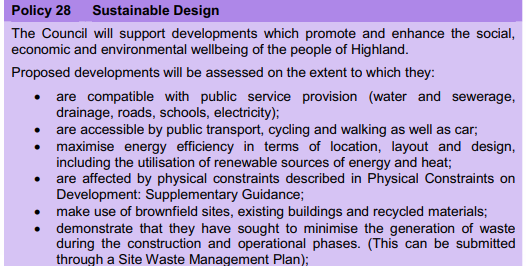 Policy 28 Sustainable Design
The Council will support developments which promote and enhance the social,
economic and environmental wellbeing of the people of Highland.
Proposed developments will be assessed on the extent to which they:
• are compatible with public service provision (water and sewerage,
drainage, roads, schools, electricity);
• are accessible by public transport, cycling and walking as well as car;
• maximise energy efficiency in terms of location, layout and design,
including the utilisation of renewable sources of energy and heat;
• are affected by physical constraints described in Physical Constraints on
Development: Supplementary Guidance;
• make use of brownfield sites, existing buildings and recycled materials;
• demonstrate that they have sought to minimise the generation of waste
during the construction and operational phases. (This can be submitted
through a Site Waste Management Plan);